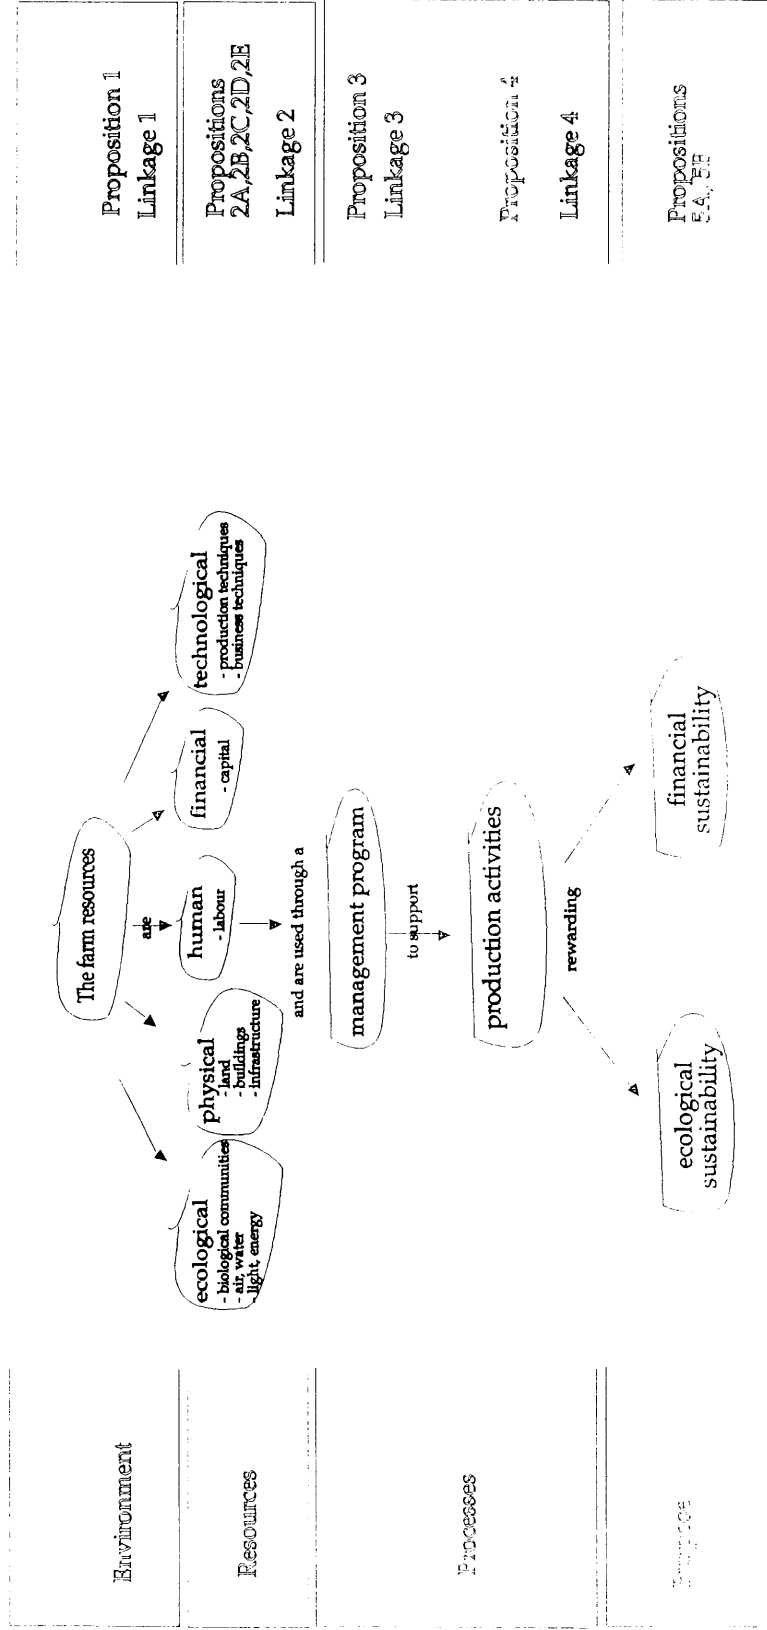 Environment
The farm resources
Proposition 1
Linkage 1
are
Resources
ecological
- biological communities
- air, water
- light, energy
physical
- land
- buildings
- infrastructure
human
- labour
financial
- capital
technological
- production techniques
- business techniques
Propositions
2A,2B,2C,2D,2E
Linkage 2
and are used through a
Processes
management program
Proposition 3
Linkage 3
to support
production activities
Proposition 4
Linkage 4
rewarding
ecological
sustainability
financial
sustainability
Propositions
5A,